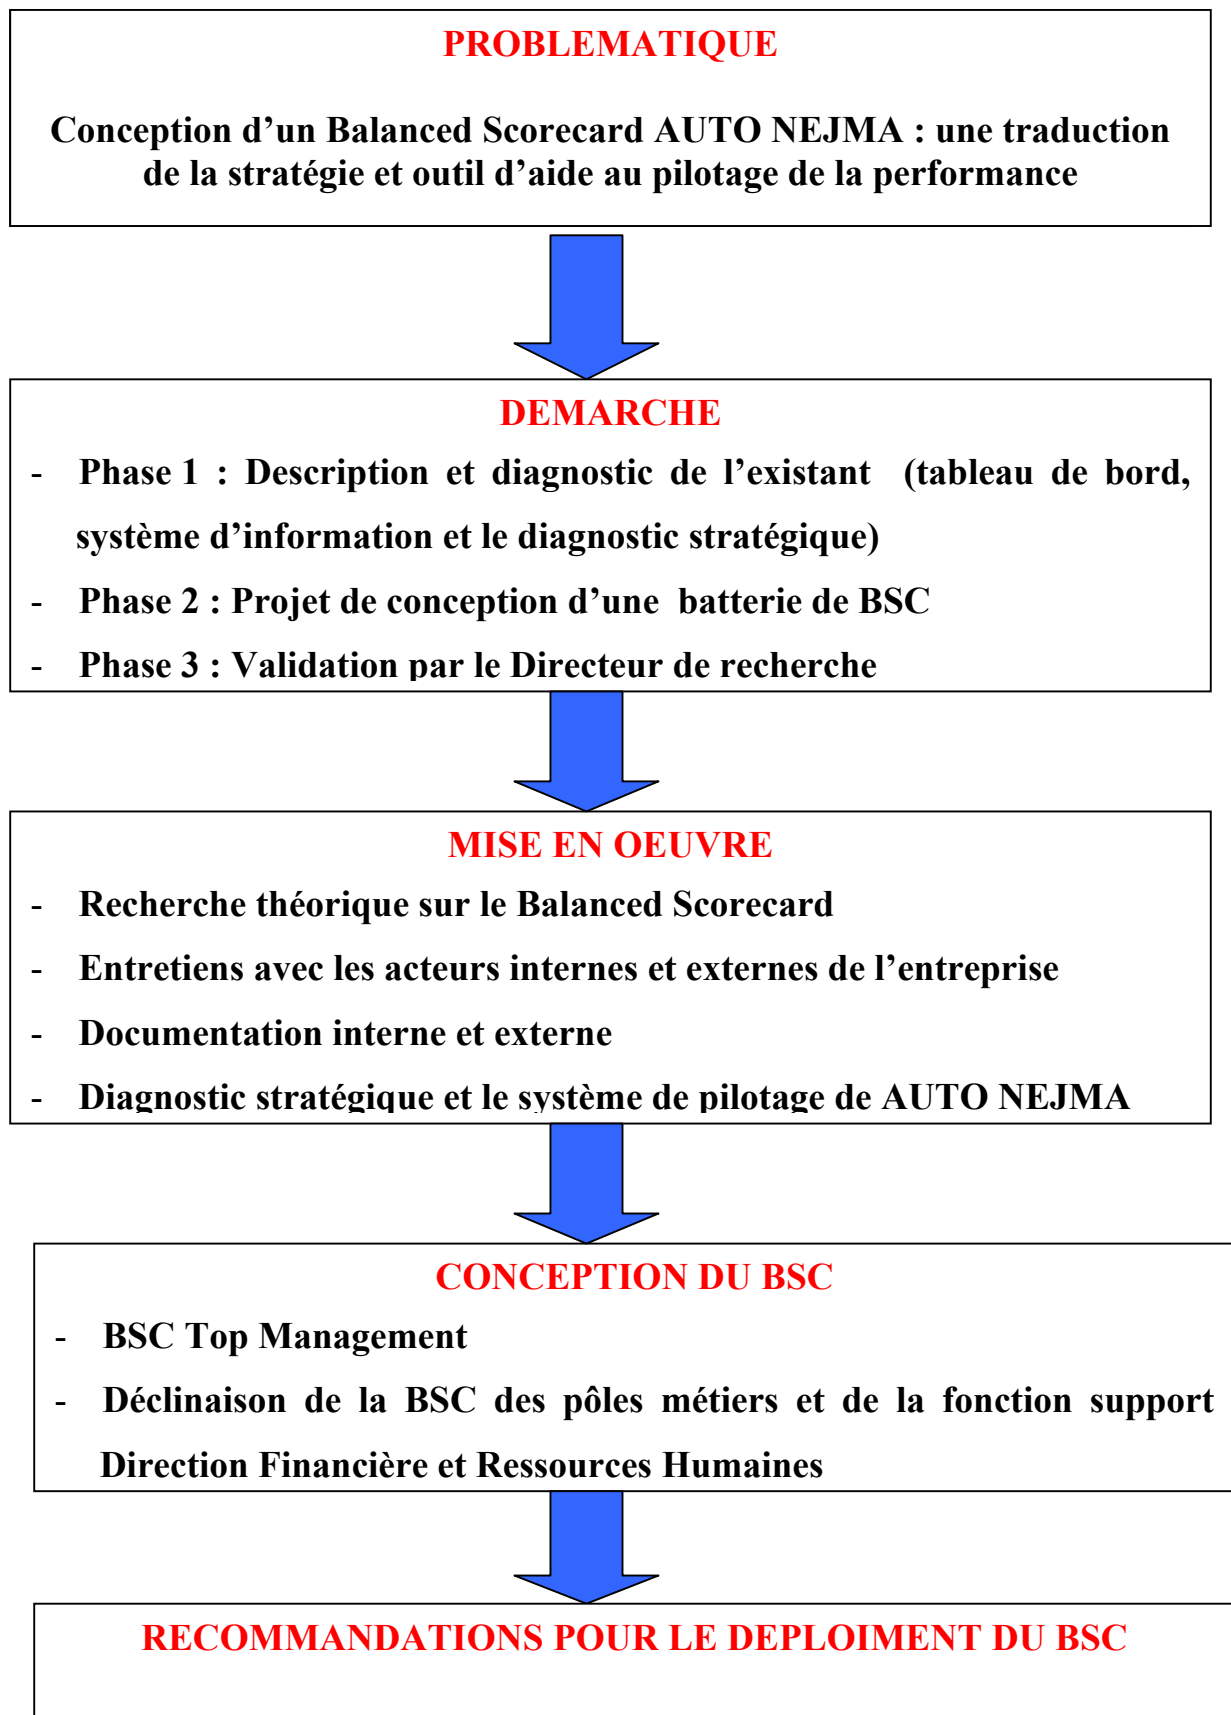 PROBLEMATIQUE
Conception d’un Balanced Scorecard AUTO NEJMA : une traduction
de la stratégie et outil d’aide au pilotage de la performance
DEMARCHE
- Phase 1 : Description et diagnostic de l’existant (tableau de bord,
système d’information et le diagnostic stratégique)
- Phase 2 : Projet de conception d’une batterie de BSC
- Phase 3 : Validation par le Directeur de recherche
MISE EN OEUVRE
- Recherche théorique sur le Balanced Scorecard
- Entretiens avec les acteurs internes et externes de l’entreprise
- Documentation interne et externe
- Diagnostic stratégique et le système de pilotage de AUTO NEJMA
CONCEPTION DU BSC
- BSC Top Management
- Déclinaison de la BSC des pôles métiers et de la fonction support
Direction Financière et Ressources Humaines
RECOMMANDATIONS POUR LE DEPLOIMENT DU BSC